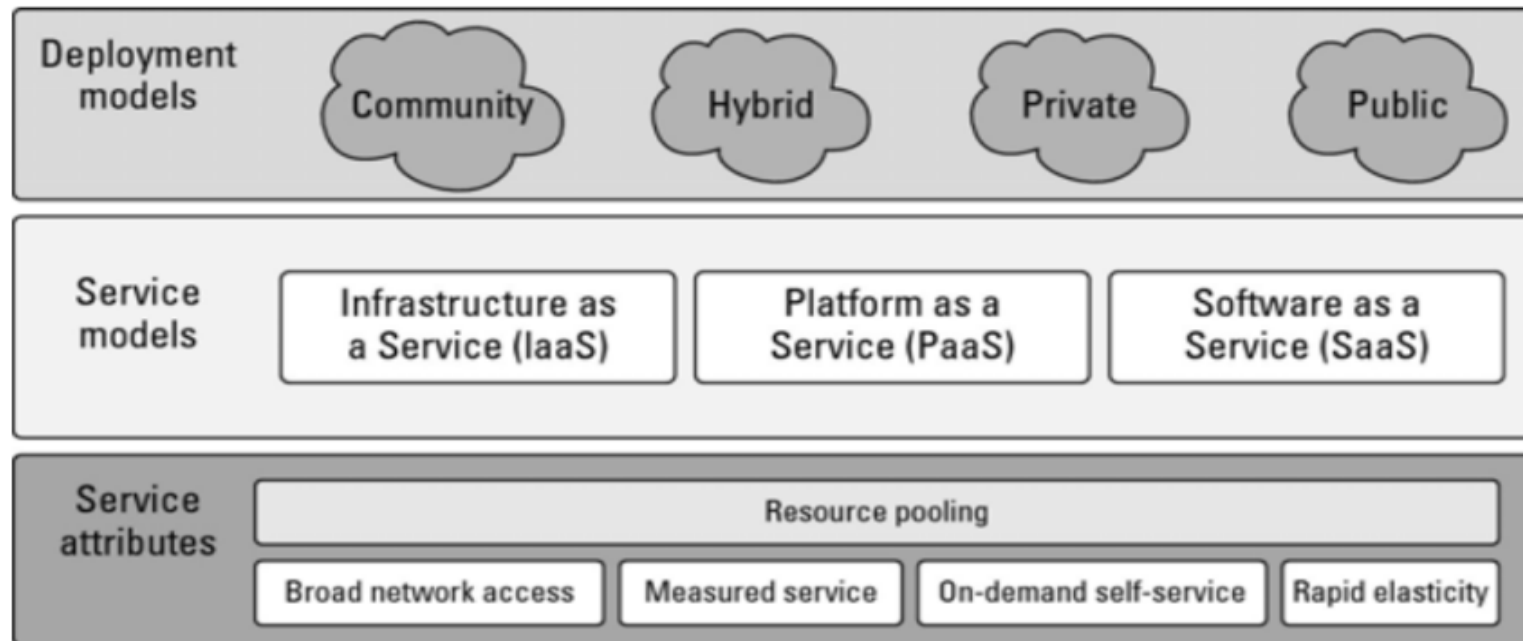 Deployment
models
Community
Hybrid
Private
Public
Service
models
Infrastructure as
a Service (IaaS)
Platform as a
Service (PaaS)
Software as a
Service (SaaS)
Service
attributes
Resource pooling
Broad network access
Measured service
On-demand self-service
Rapid elasticity